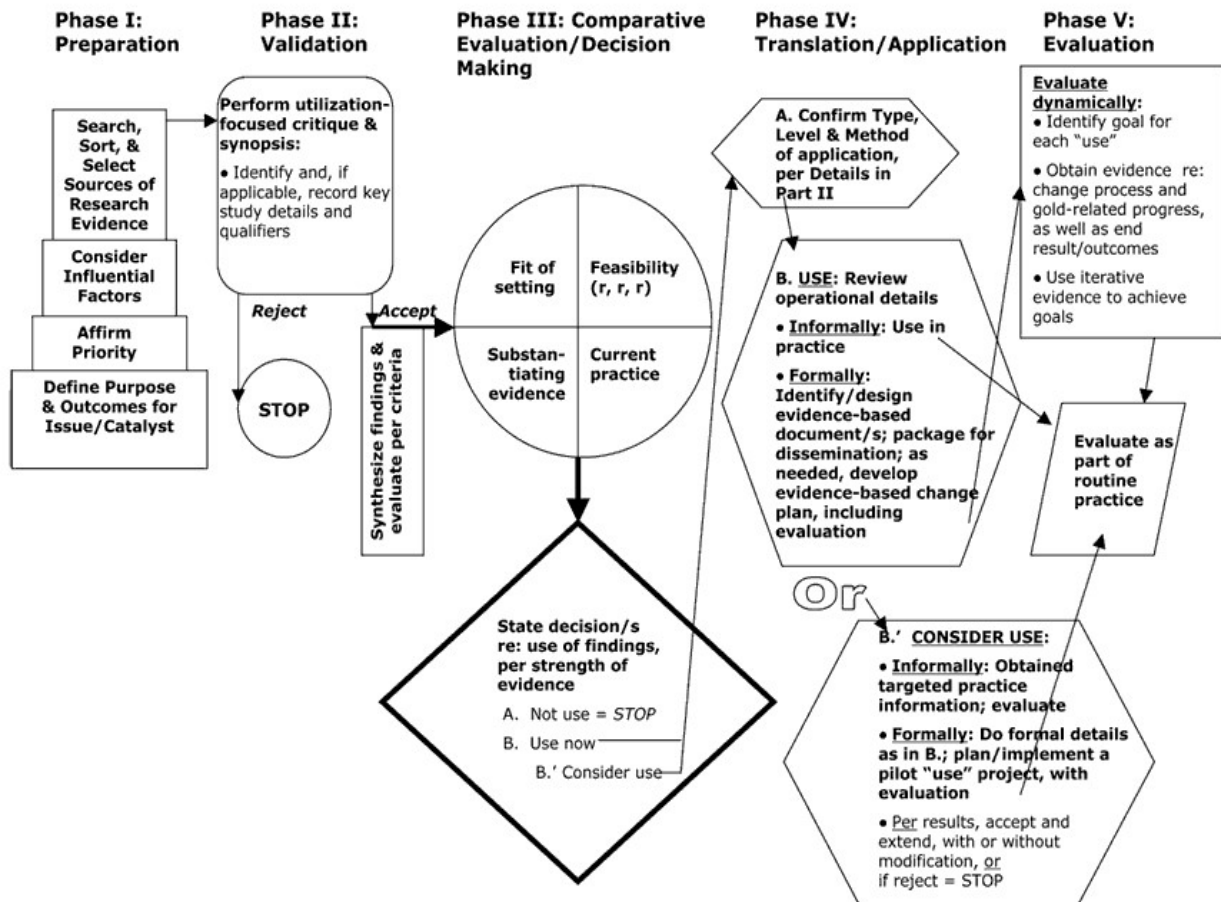 Phase I:
Preparation
Phase II:
Validation
Phase III: Comparative
Evaluation/Decision
Making
Phase IV:
Translation/Application
Phase V:
Evaluation
Search,
Sort, &
Select
Sources of
Research
Evidence
Consider
Influential
Factors
Affirm
Priority
Define Purpose
& Outcomes for
Issue/Catalyst
Perform utilization-
focused critique &
synopsis:
● Identify and, if
applicable, record key
study details and
qualifiers
Reject
Accept
STOP
Synthesize findings &
evaluate per criteria
Fit of
setting
Feasibility
(r, r, r)
Substan-
tiating
evidence
Current
practice
State decision/s
re: use of findings,
per strength of
evidence
A. Not use = STOP
B. Use now
B.’ Consider use
A. Confirm Type,
Level & Method
of application,
per Details in
Part II
B. USE: Review
operational details
● Informally: Use in
practice
● Formally:
Identify/design
evidence-based
document/s; package for
dissemination; as
needed, develop
evidence-based change
plan, including
evaluation
Or
B.’ CONSIDER USE:
● Informally: Obtained
targeted practice
information; evaluate
● Formally: Do formal details
as in B.; plan/implement a
pilot “use” project, with
evaluation
● Per results, accept and
extend, with or without
modification, or
if reject = STOP
Evaluate
dynamically:
● Identify goal for
each “use”
● Obtain evidence re:
change process and
gold-related progress,
as well as end
result/outcomes
● Use iterative
evidence to achieve
goals
Evaluate as
part of
routine
practice